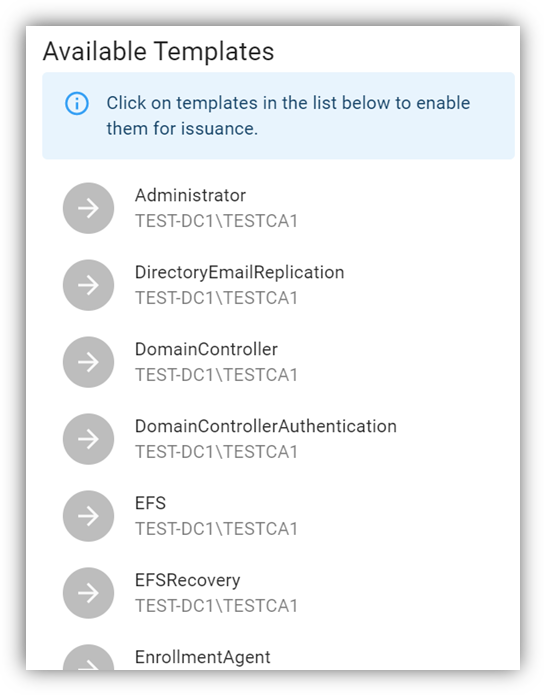 Available Templates
Click on templates in the list below to enable
them for issuance.
Administrator
TEST-DC1\TESTCA1
DirectoryEmailReplication
TEST-DC1\TESTCA1
DomainController
TEST-DC1\TESTCA1
DomainControllerAuthentication
TEST-DC1\TESTCA1
EFS
TEST-DC1\TESTCA1
EFSRecovery
TEST-DC1\TESTCA1
EnrollmentAgent